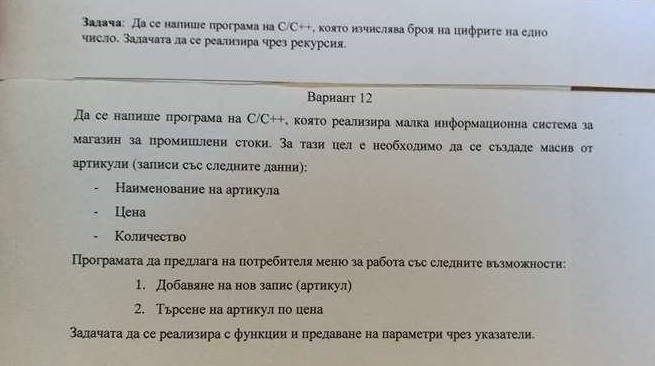 Задача: Да се напише програма на C/C++, която изчислява броя на цифрите на едно
число. Задачата да се реализира чрез рекурсия.
Вариант 12
Да се напише програма на C/C++, която реализира малка информационна система за
магазин за промишлени стоки. За тази цел е необходимо да се създаде масив от
артикули (записи със следните данни):
- Наименование на артикула
- Цена
- Количество
Програмата да предлага на потребителя меню за работа със следните възможности:
1. Добавяне на нов запис (артикул)
2. Търсене на артикул по цена
Задачата да се реализира с функции и предаване на параметри чрез указатели.